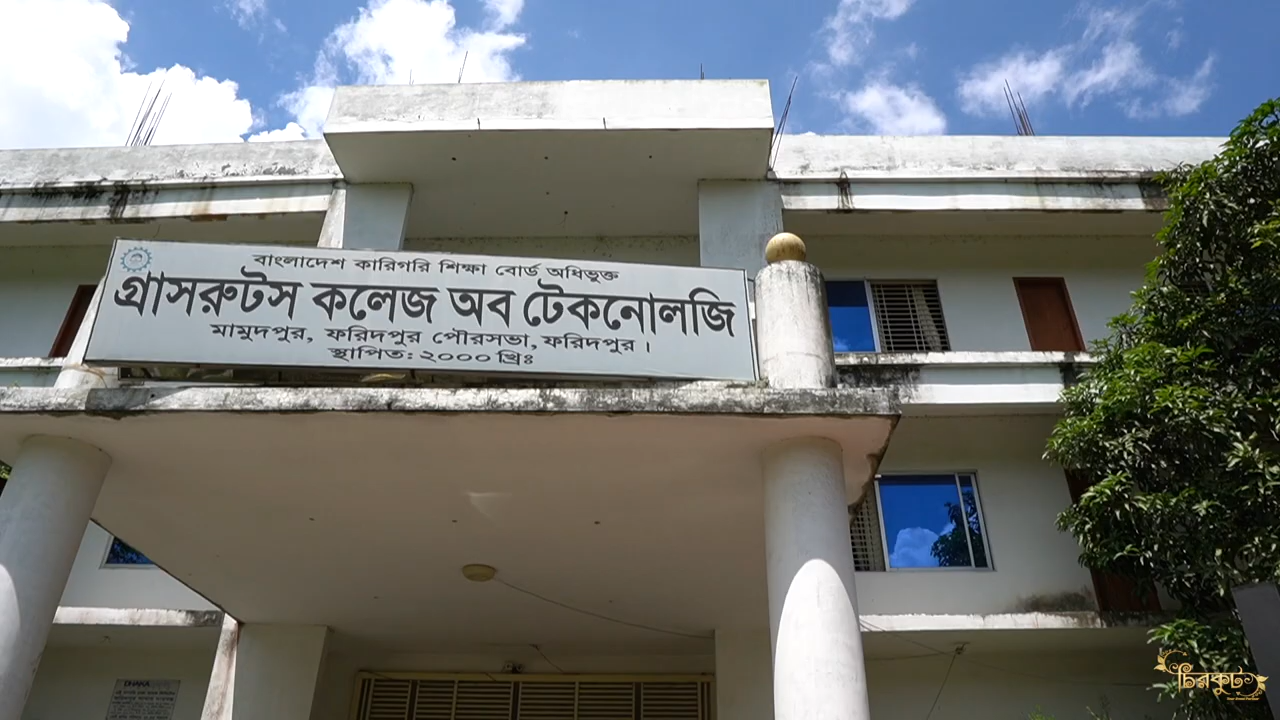 বাংলাদেশ কারিগরি শিক্ষা বোর্ড অধিভুক্ত
গ্রাসরুটস কলেজ অব টেকনোলজি
মামুদপুর, ফরিদপুর পৌরসভা, ফরিদপুর।
স্থাপিত: ২০০০ খ্রিঃ
চিরকুট